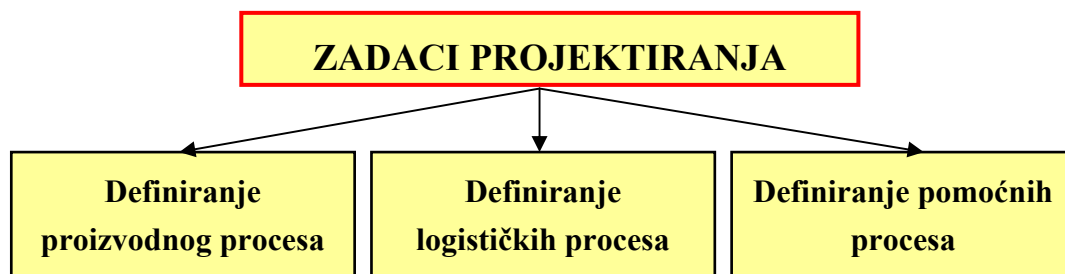 ZADACI PROJEKTIRANJA
Definiranje
proizvodnog procesa
Definiranje
logističkih procesa
Definiranje pomoćnih
procesa